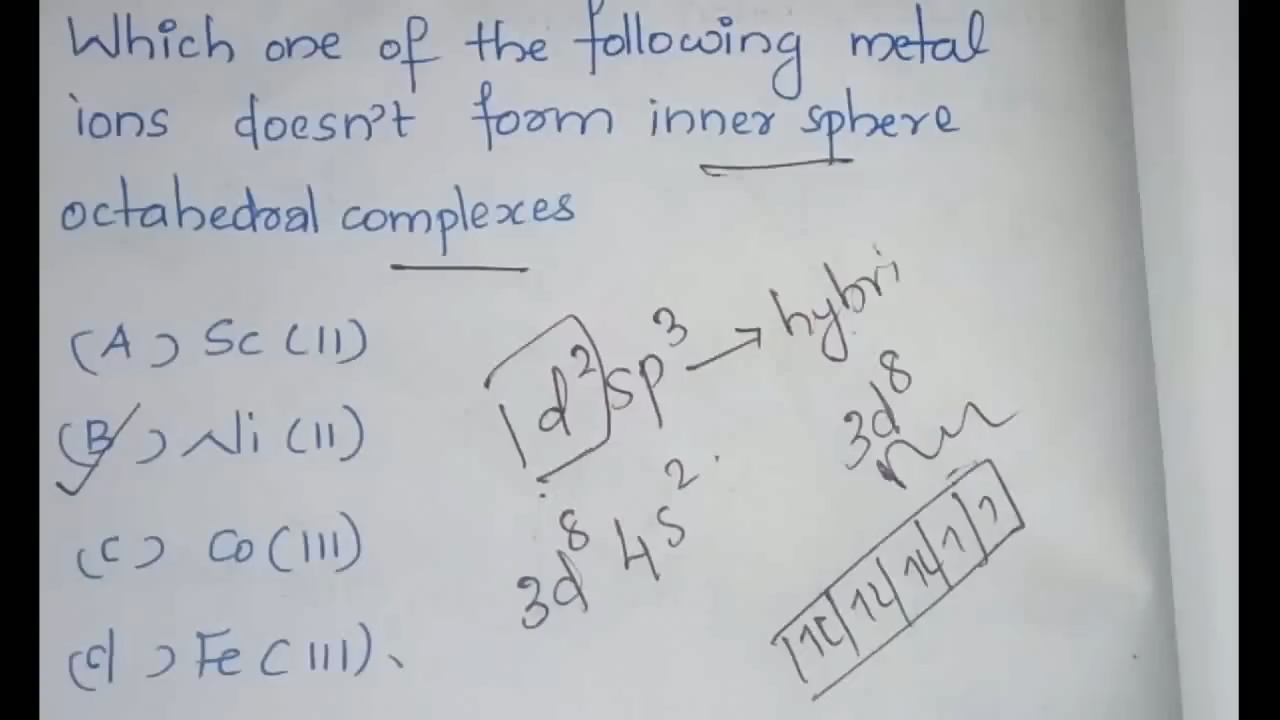 Which one of the following metal
ions doesn't form inner sphere
octahedral complexes
(A) Sc (II)
(B) Ni (II)
(C) Co (III)
(d) Fe (III)
d²sp³ → hybri
3d⁸
3d⁸ 4s²